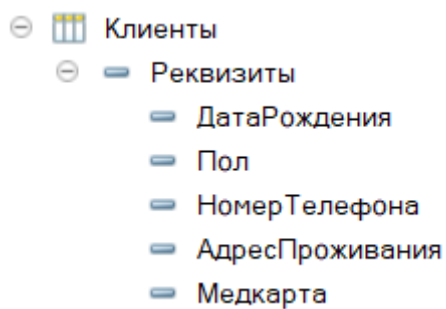 Клиенты
Реквизиты
ДатаРождения
Пол
НомерТелефона
АдресПроживания
Медкарта